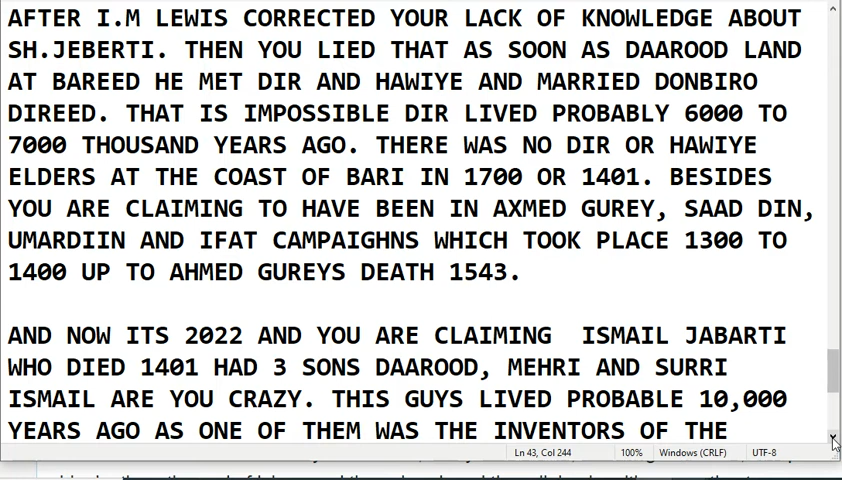 AFTER I.M LEWIS CORRECTED YOUR LACK OF KNOWLEDGE ABOUT
SH.JEBERTI. THEN YOU LIED THAT AS SOON AS DAAROOD LAND
AT BAREED HE MET DIR AND HAWIYE AND MARRIED DONBIRO
DIREED. THAT IS IMPOSSIBLE DIR LIVED PROBABLY 6000 TO
7000 THOUSAND YEARS AGO. THERE WAS NO DIR OR HAWIYE
ELDERS AT THE COAST OF BARI IN 1700 OR 1401. BESIDES
YOU ARE CLAIMING TO HAVE BEEN IN AXMED GUREY, SAAD DIN,
UMARDIIN AND IFAT CAMPAIGHNS WHICH TOOK PLACE 1300 TO
1400 UP TO AHMED GUREYS DEATH 1543.
AND NOW ITS 2022 AND YOU ARE CLAIMING  ISMAIL JABARTI
WHO DIED 1401 HAD 3 SONS DAAROOD, MEHRI AND SURRI
ISMAIL ARE YOU CRAZY. THIS GUYS LIVED PROBABLE 10,000
YEARS AGO AS ONE OF THEM WAS THE INVENTORS OF THE
Ln 43, Col 244 100% Windows (CRLF) UTF-8